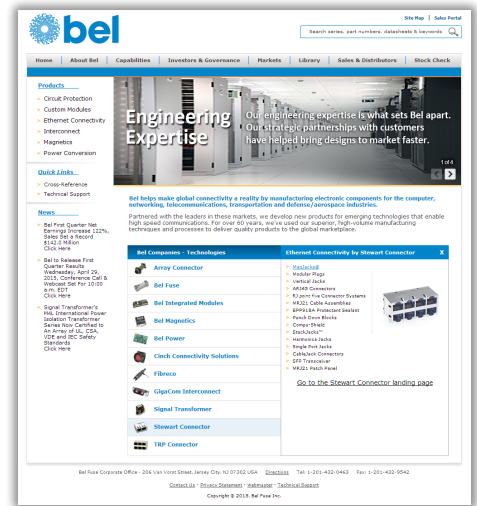 Site Map | Sales Portal
bel
Search series, part numbers, datasheets & keywords
Home | About Bel | Capabilities | Investors & Governance | Markets | Library | Sales & Distributors | Stock Check
Products
Circuit Protection
Custom Modules
Ethernet Connectivity
Interconnect
Magnetics
Power Conversion
Quick Links
Cross-Reference
Technical Support
News
Bel First Quarter Net
Earnings Increase 122%,
Sales Set a Record
$142.0 Million
Click Here
Bel to Release First
Quarter Results
Wednesday, April 29,
2015, Conference Call &
Webcast Set For 10:00
a.m. EDT
Click Here
Signal Transformer's
M4L International Power
Isolation Transformer
Series Now Certified to
An Array of UL, CSA,
VDE and IEC Safety
Standards
Click Here
Engineering
Expertise
Our engineering expertise is what sets Bel apart.
Our strategic partnerships with customers
have helped bring designs to market faster.
1 of 4
Bel helps make global connectivity a reality by manufacturing electronic components for the computer,
networking, telecommunications, transportation and defense/aerospace industries.
Partnered with the leaders in these markets, we develop new products for emerging technologies that enable
high speed communications. For over 60 years, we've used our superior, high-volume manufacturing
techniques and processes to deliver quality products to the global marketplace.
Bel Companies - Technologies
Array Connector
Bel Fuse
Bel Integrated Modules
Bel Magnetics
Bel Power
Cinch Connectivity Solutions
Fibreco
GigaCom Interconnect
Signal Transformer
Stewart Connector
TRP Connector
Ethernet Connectivity by Stewart Connector X
MagJacks®
Modular Plugs
Vertical Jacks
ARJ45 Connectors
RJ point Five Connector Systems
MRJ21 Cable Assemblies
EPP918A Protectant Sealant
Punch Down Blocks
Compu-Shield
StackJacks™
Harmonica Jacks
Single Port Jacks
CableJack Connectors
SFP Transceiver
MRJ21 Patch Panel
Go to the Stewart Connector landing page
Bel Fuse Corporate Office - 206 Van Vorst Street, Jersey City, NJ 07302 USA Directions Tel: 1-201-432-0463 Fax: 1-201-432-9542
Contact Us - Privacy Statement - Webmaster - Technical Support
Copyright © 2015, Bel Fuse Inc.